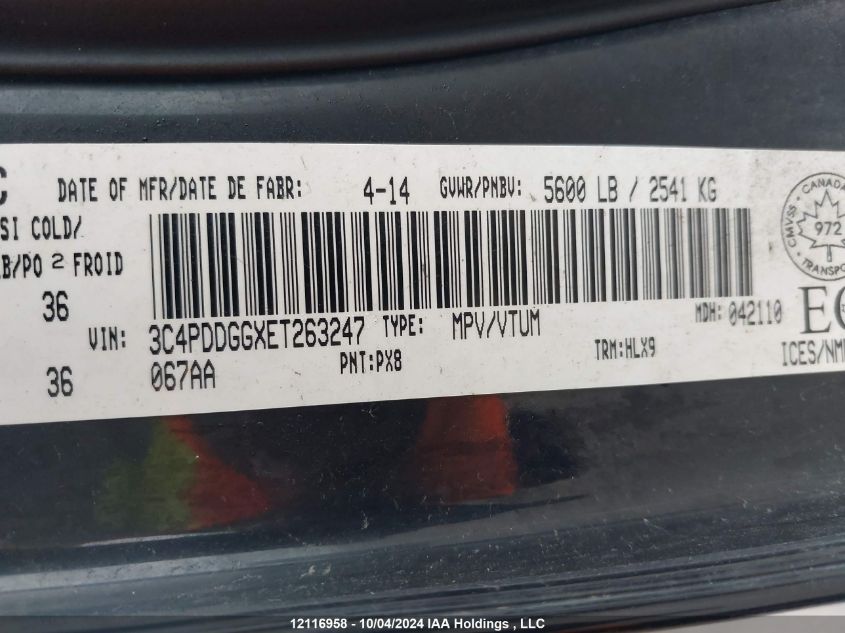 C DATE OF MFR/DATE DE FABR: 4-14 GVWR/PNBV: 5600 LB / 2541 KG
SI COLD/
B/PO 2 FROID
36
VIN: 3C4PDDGGXET263247 TYPE: MPV/VTUM MDH: 042110
36 067AA PNT:PX8 TRM:HLX9
CANADA
CMVSS
972
TRANSPO
EC
ICES/NM
12116958 - 10/04/2024 IAA Holdings , LLC